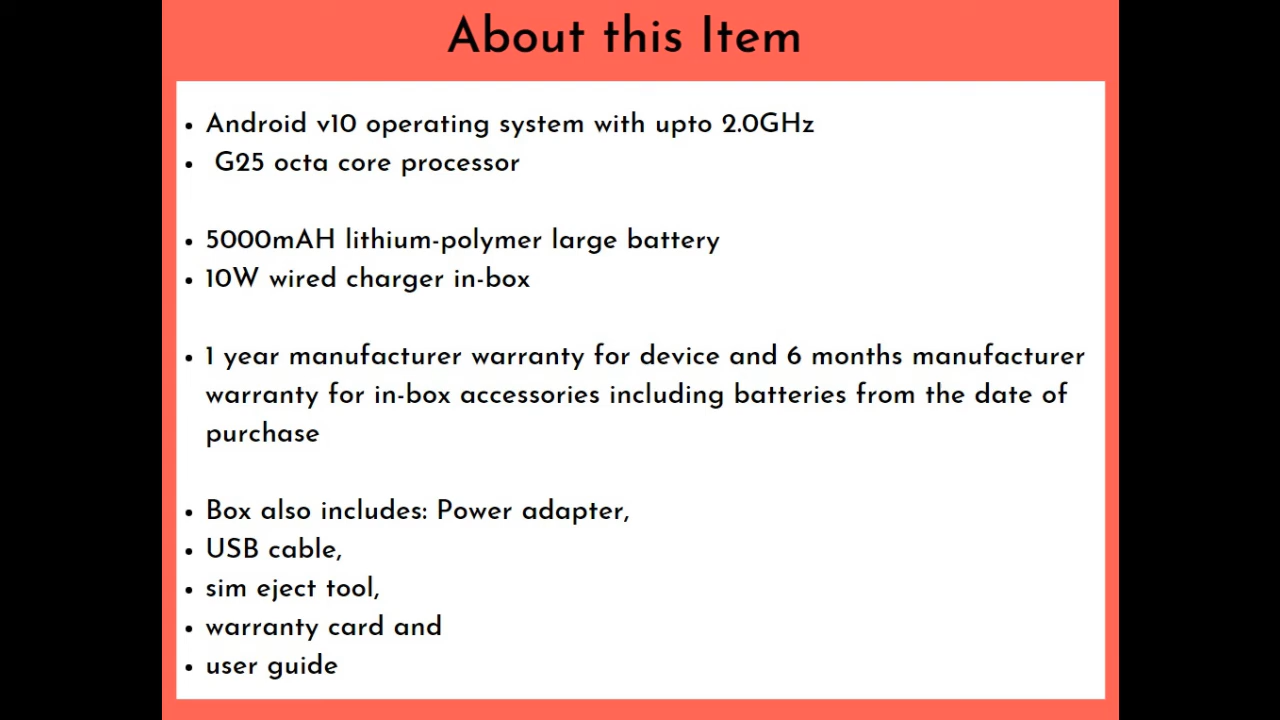 About this Item
• Android v10 operating system with upto 2.0GHz
• G25 octa core processor
• 5000mAH lithium-polymer large battery
• 10W wired charger in-box
• 1 year manufacturer warranty for device and 6 months manufacturer
warranty for in-box accessories including batteries from the date of
purchase
• Box also includes: Power adapter,
• USB cable,
• sim eject tool,
• warranty card and
• user guide